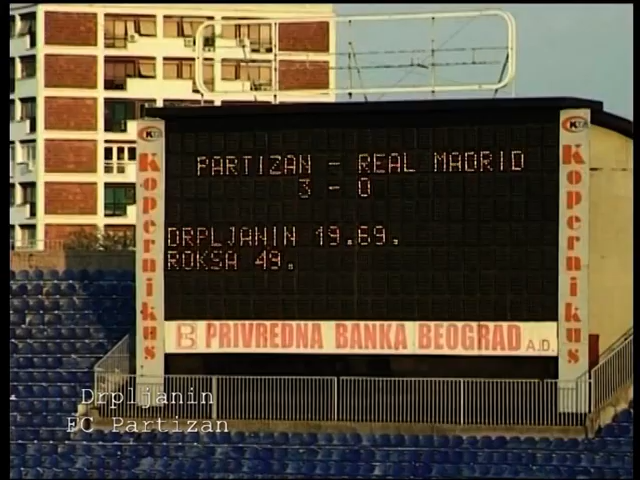 PARTIZAN - REAL MADRID
3 - 0
DRPLJANIN 19.69.
ROKSA 49.
Kopernikus
Kopernikus
PRIVREDNA BANKA BEOGRAD A.D.
Drpljanin
FC Partizan